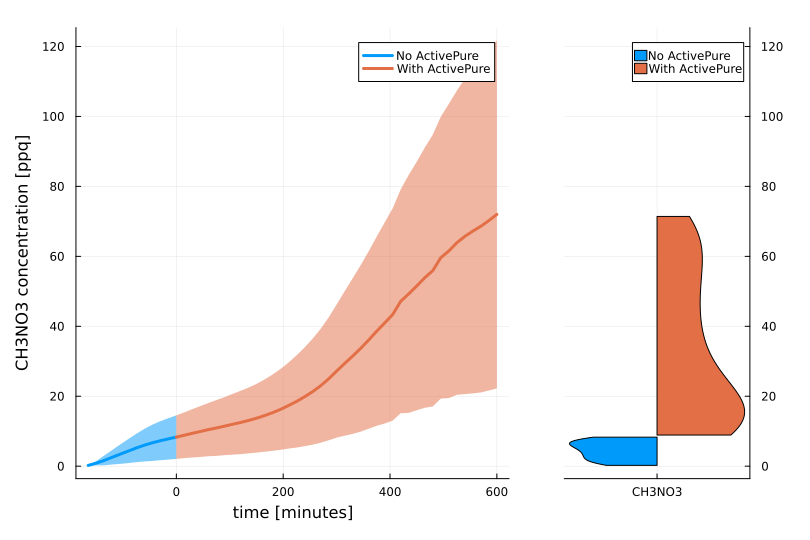 CH3NO3 concentration [ppq]
120
100
80
60
40
20
0
No ActivePure
With ActivePure
0
200
400
600
time [minutes]
No ActivePure
With ActivePure
120
100
80
60
40
20
0
CH3NO3